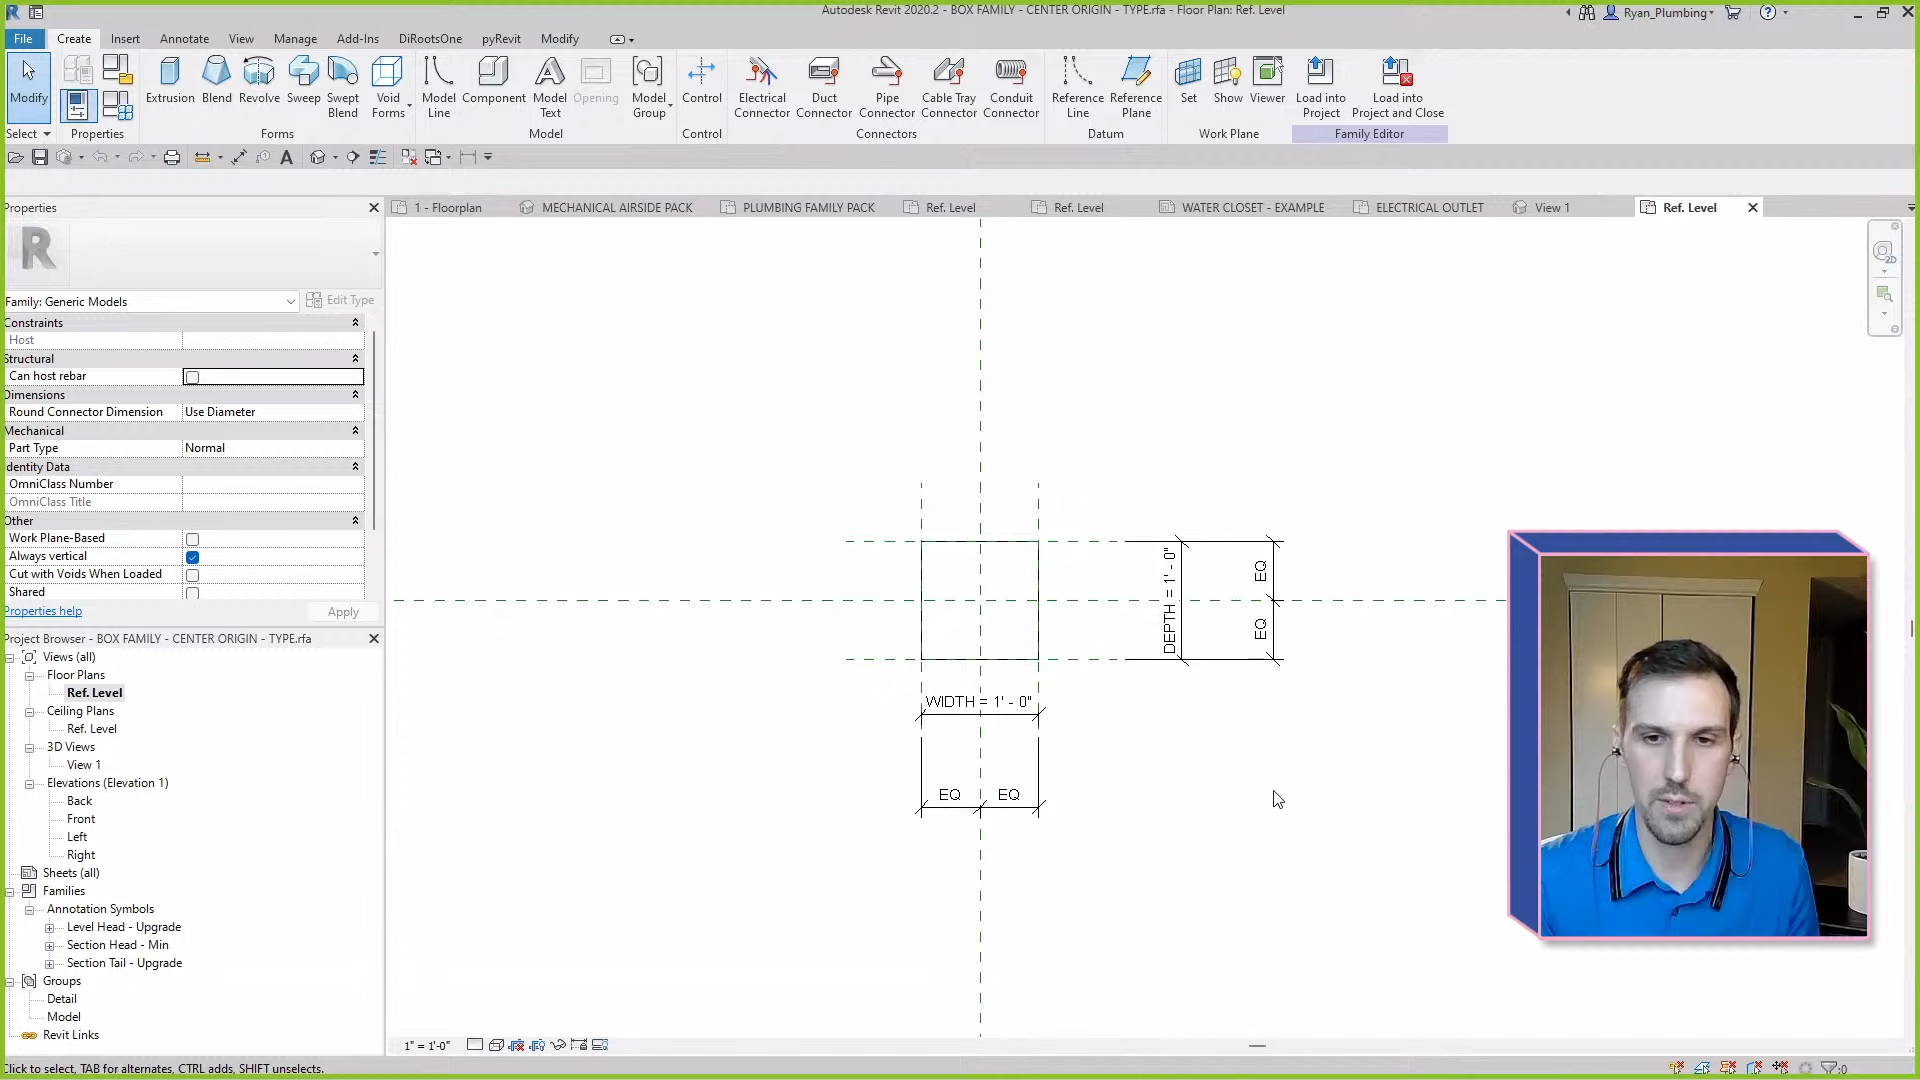 Autodesk Revit 2020.2 - BOX FAMILY - CENTER ORIGIN - TYPE.rfa - Floor Plan: Ref. Level
Ryan_Plumbing
File Create Insert Annotate View Manage Add-Ins DiRootsOne pyRevit Modify
Modify
Extrusion Blend Revolve Sweep Swept Blend Void Forms
Model Line Component Model Text Opening Model Group
Control
Electrical Connector Duct Connector Pipe Connector Cable Tray Connector Conduit Connector
Reference Line Reference Plane
Set Show Viewer
Load into Project Load into Project and Close
Select Properties Forms Model Control Connectors Datum Work Plane Family Editor
Properties
1 - Floorplan MECHANICAL AIRSIDE PACK PLUMBING FAMILY PACK Ref. Level Ref. Level WATER CLOSET - EXAMPLE ELECTRICAL OUTLET View 1 Ref. Level
2D
Family: Generic Models Edit Type
Constraints
Host
Structural
Can host rebar
Dimensions
Round Connector Dimension Use Diameter
Mechanical
Part Type Normal
Identity Data
OmniClass Number
OmniClass Title
Other
Work Plane-Based
Always vertical
Cut with Voids When Loaded
Shared
Properties help Apply
Project Browser - BOX FAMILY - CENTER ORIGIN - TYPE.rfa
Views (all)
Floor Plans
Ref. Level
Ceiling Plans
Ref. Level
3D Views
View 1
Elevations (Elevation 1)
Back
Front
Left
Right
Sheets (all)
Families
Annotation Symbols
Level Head - Upgrade
Section Head - Min
Section Tail - Upgrade
Groups
Detail
Model
Revit Links
DEPTH = 1' - 0"
EQ
EQ
WIDTH = 1' - 0"
EQ EQ
1" = 1'-0"
Click to select, TAB for alternates, CTRL adds, SHIFT unselects.
:0